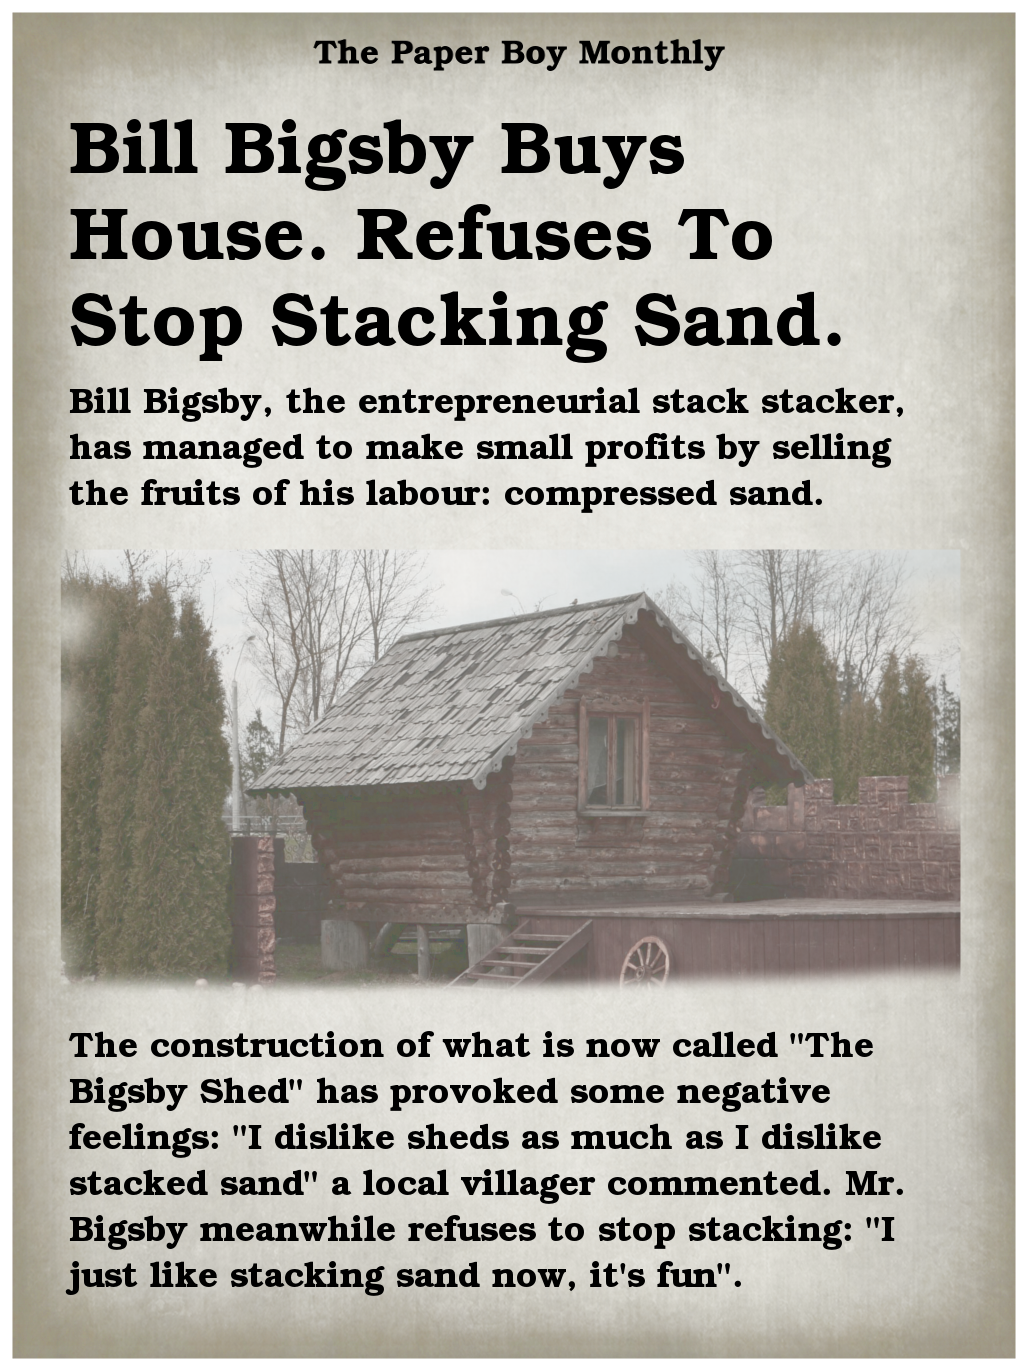 The Paper Boy Monthly
Bill Bigsby Buys
House. Refuses To
Stop Stacking Sand.
Bill Bigsby, the entrepreneurial stack stacker,
has managed to make small profits by selling
the fruits of his labour: compressed sand.
The construction of what is now called "The
Bigsby Shed" has provoked some negative
feelings: "I dislike sheds as much as I dislike
stacked sand" a local villager commented. Mr.
Bigsby meanwhile refuses to stop stacking: "I
just like stacking sand now, it's fun".